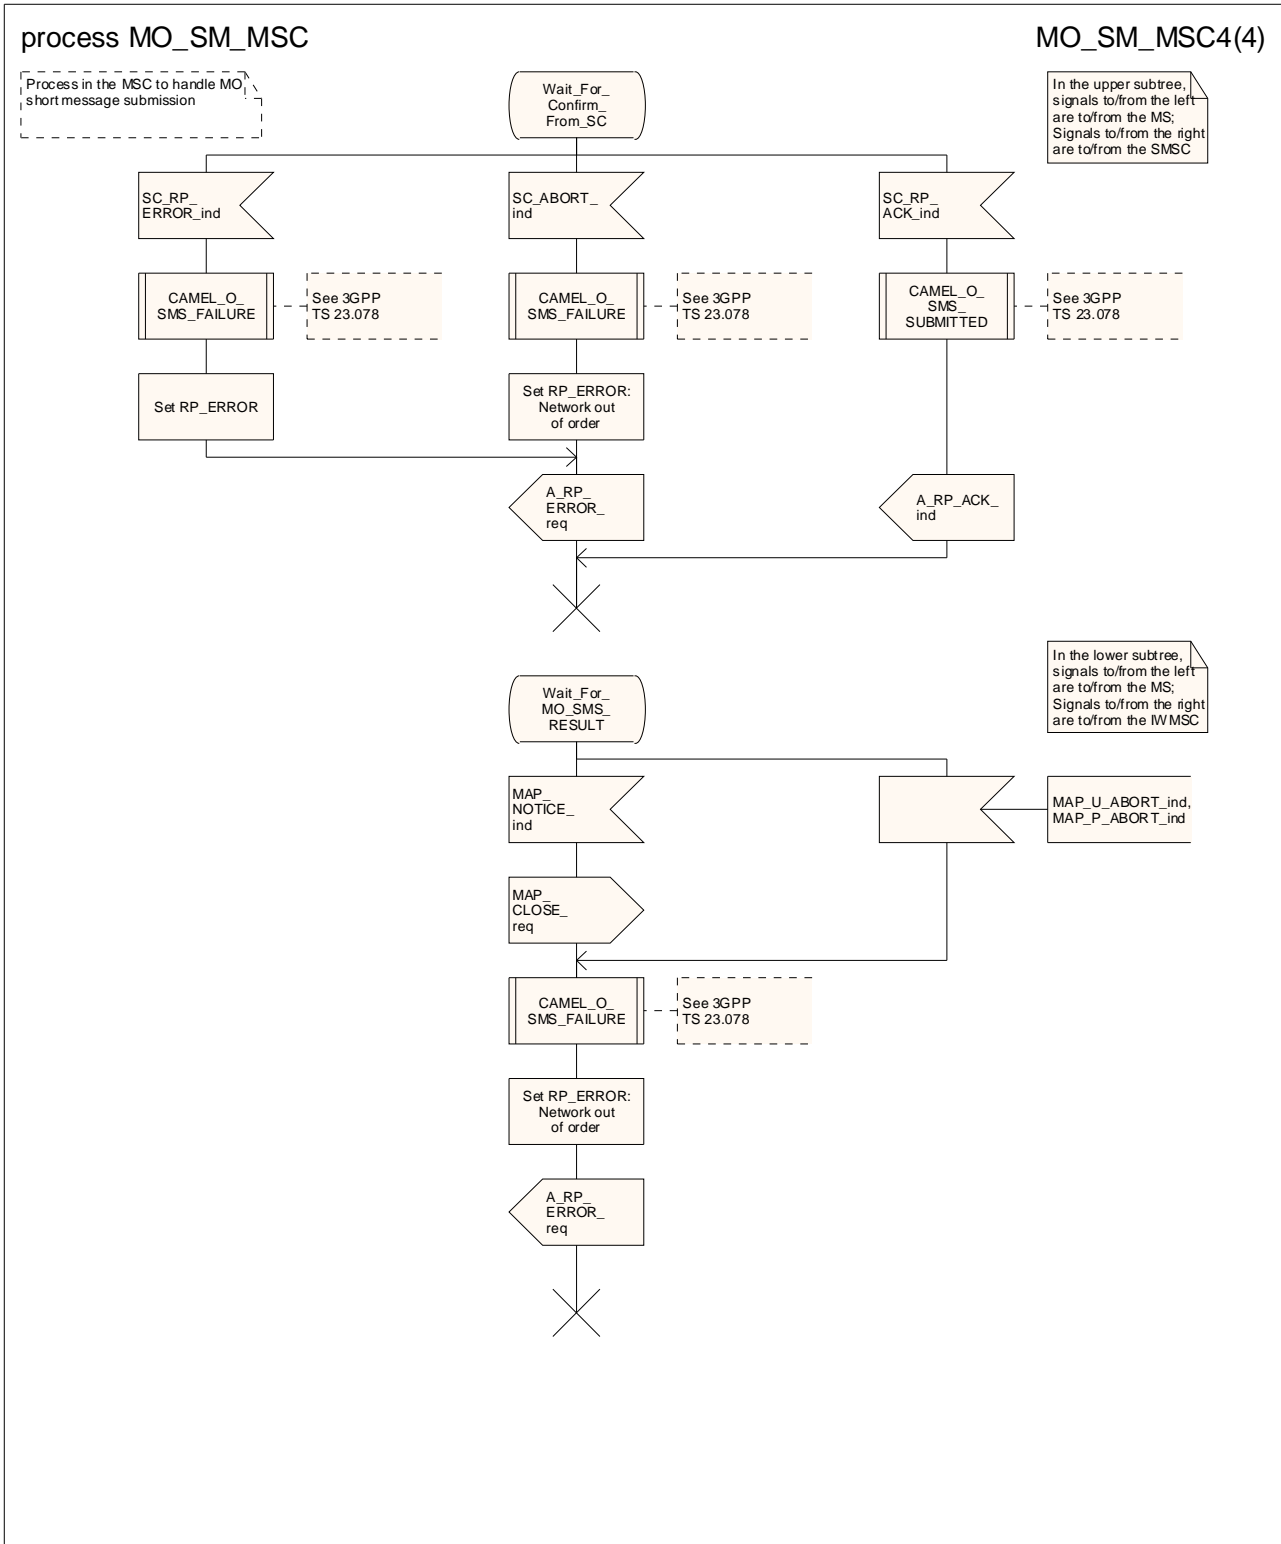 process MO_SM_MSC
MO_SM_MSC4(4)
Process in the MSC to handle MO
short message submission
Wait_For_
Confirm_
From_SC
In the upper subtree,
signals to/from the left
are to/from the MS;
Signals to/from the right
are to/from the SMSC
SC_RP_
ERROR_ind
SC_ABORT_
ind
SC_RP_
ACK_ind
CAMEL_O_
SMS_FAILURE
See 3GPP
TS 23.078
CAMEL_O_
SMS_FAILURE
See 3GPP
TS 23.078
CAMEL_O_
SMS_
SUBMITTED
See 3GPP
TS 23.078
Set RP_ERROR
Set RP_ERROR:
Network out
of order
A_RP_
ERROR_
req
A_RP_ACK_
ind
In the lower subtree,
signals to/from the left
are to/from the MS;
Signals to/from the right
are to/from the IWMSC
Wait_For_
MO_SMS_
RESULT
MAP_
NOTICE_
ind
MAP_U_ABORT_ind,
MAP_P_ABORT_ind
MAP_
CLOSE_
req
CAMEL_O_
SMS_FAILURE
See 3GPP
TS 23.078
Set RP_ERROR:
Network out
of order
A_RP_
ERROR_
req